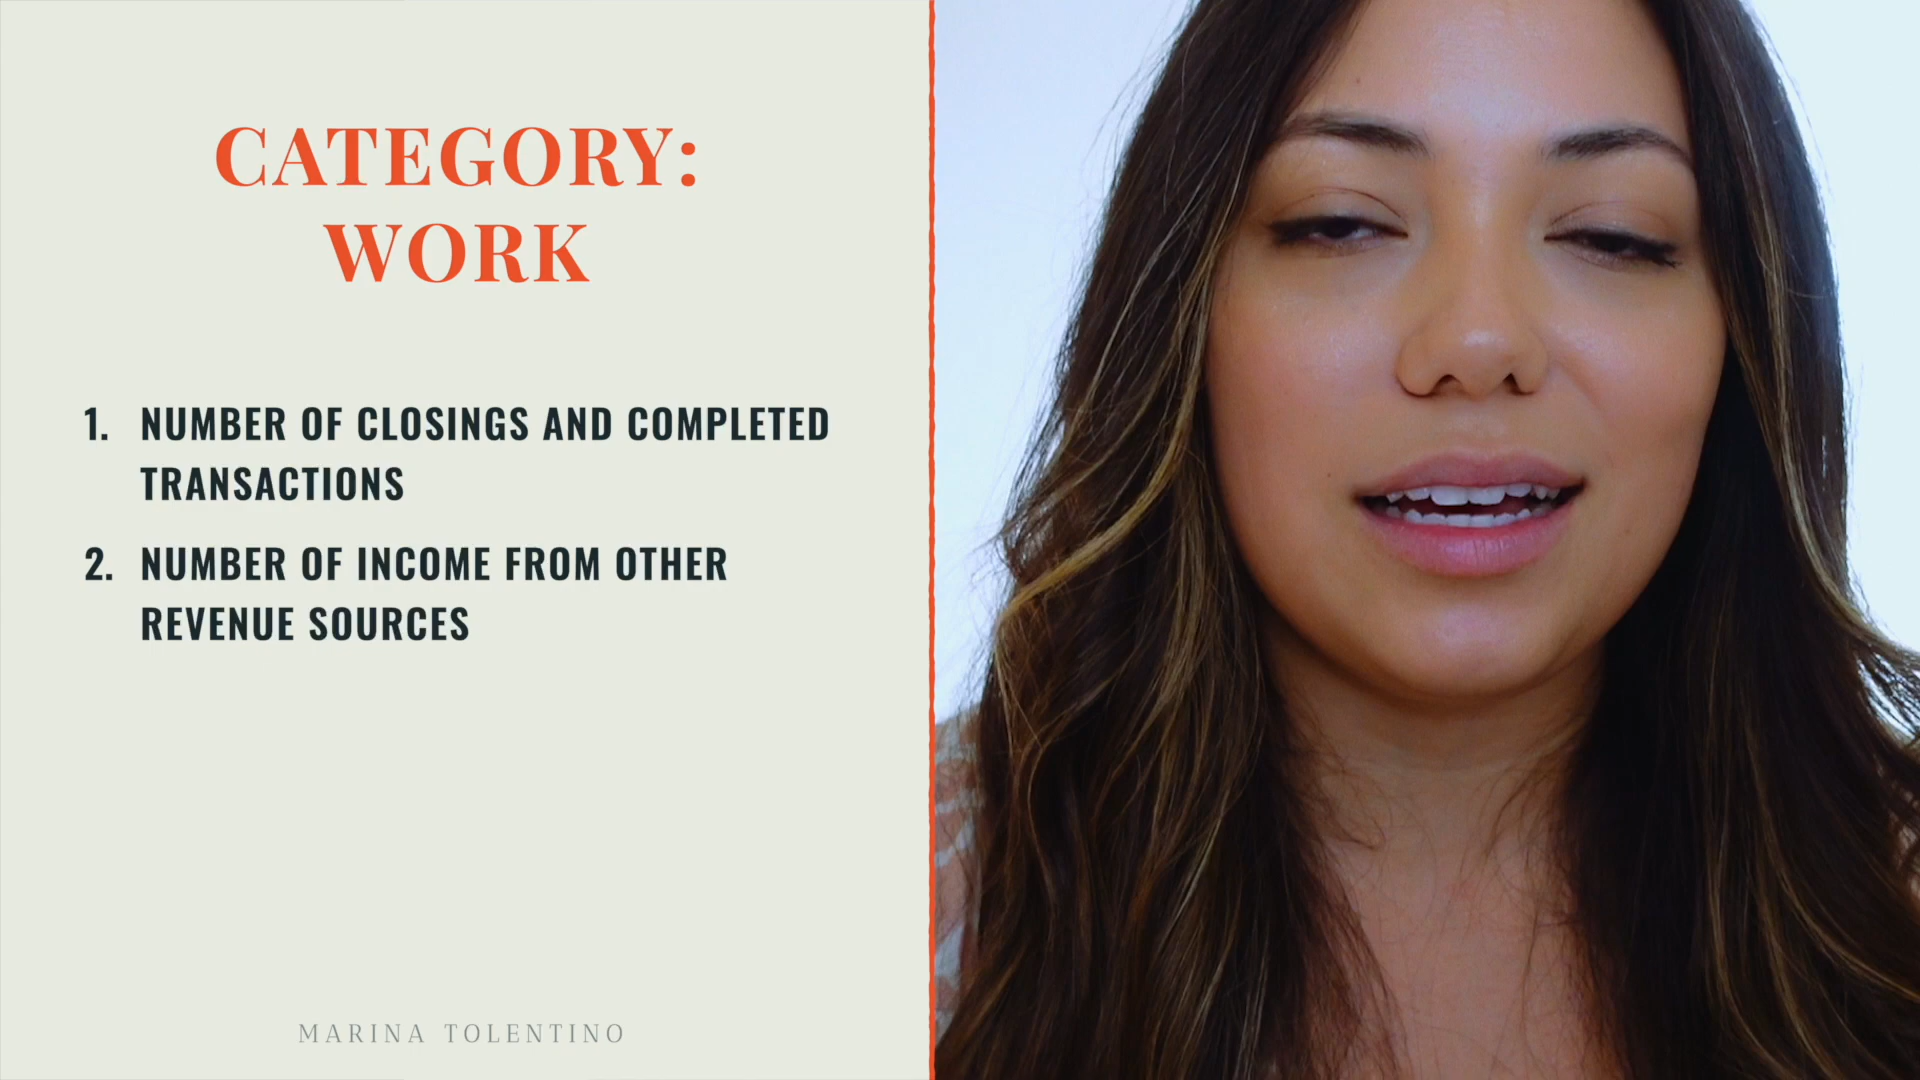 CATEGORY:
WORK
1. NUMBER OF CLOSINGS AND COMPLETED
TRANSACTIONS
2. NUMBER OF INCOME FROM OTHER
REVENUE SOURCES
MARINA TOLENTINO